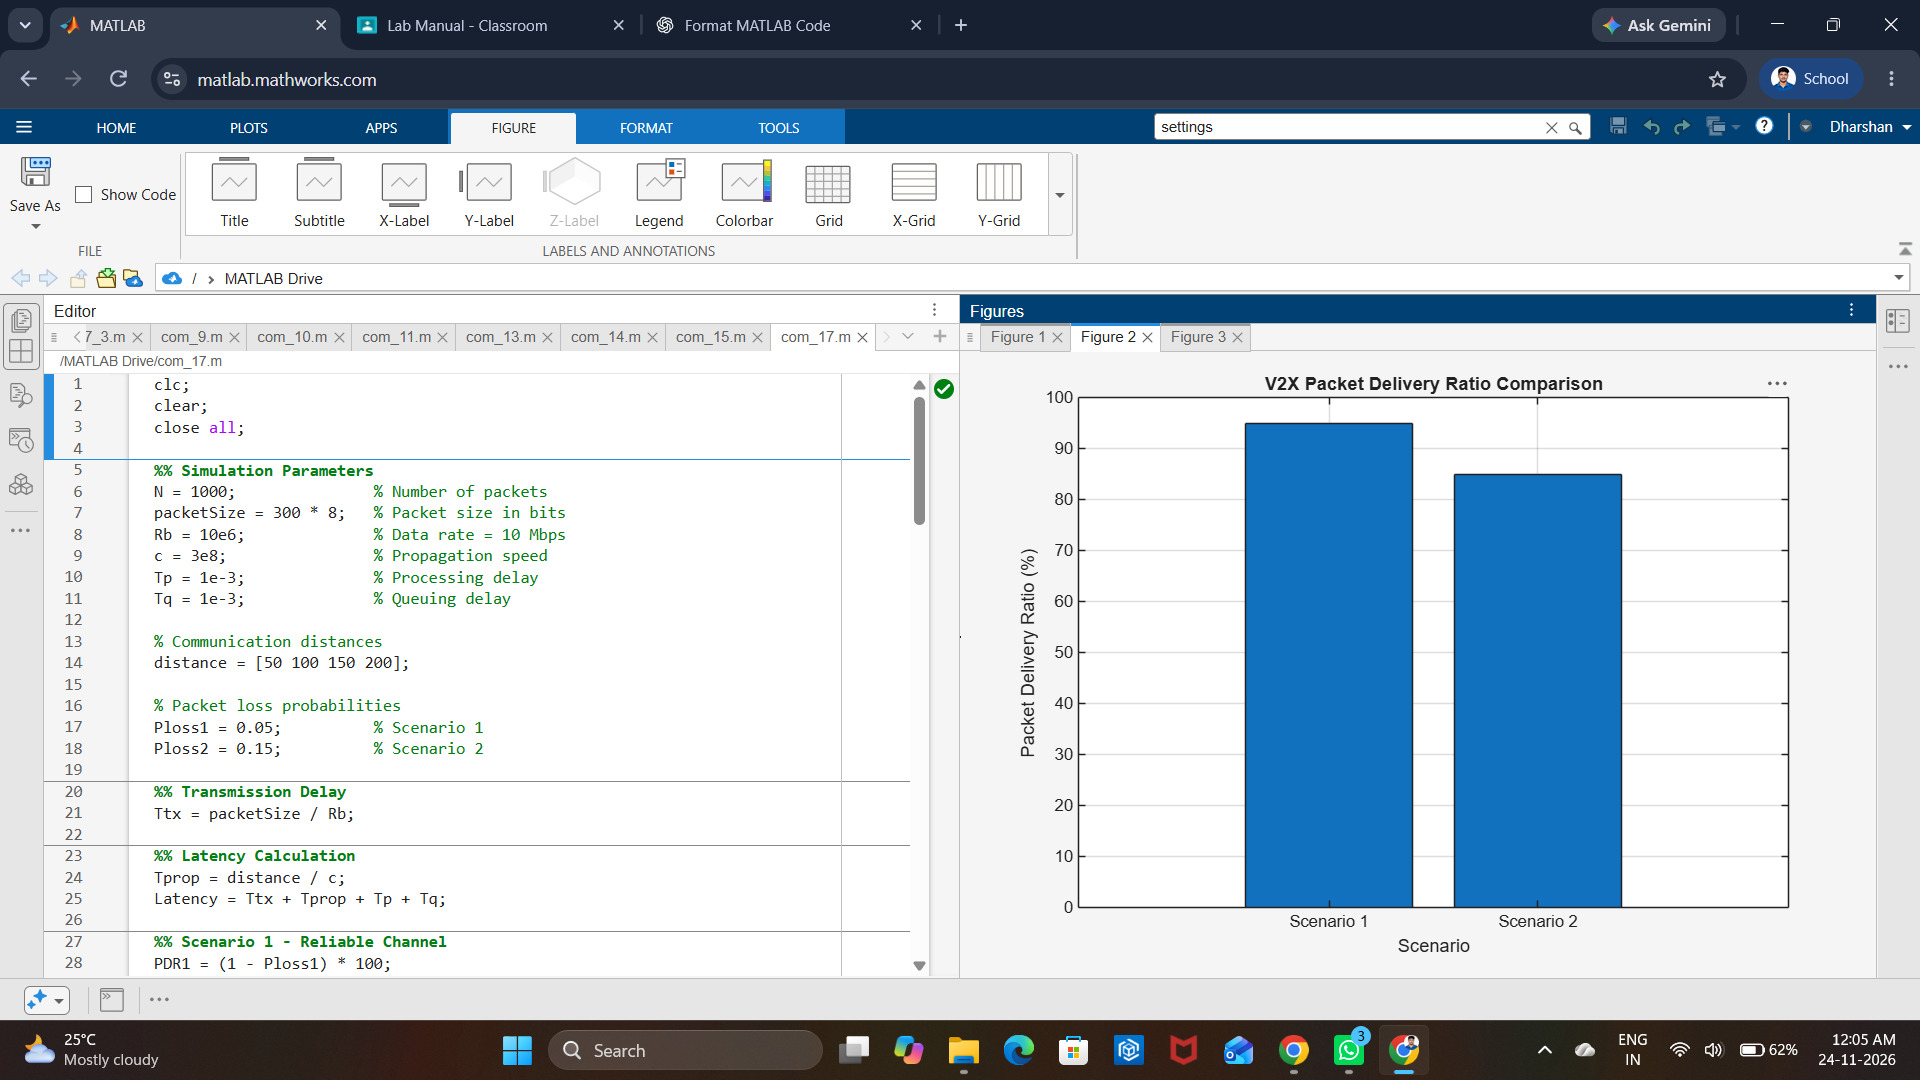 MATLAB
Lab Manual - Classroom
Format MATLAB Code
Ask Gemini
matlab.mathworks.com
School
HOME
PLOTS
APPS
FIGURE
FORMAT
TOOLS
settings
Dharshan
Save As
Show Code
FILE
Title
Subtitle
X-Label
Y-Label
Z-Label
Legend
Colorbar
Grid
X-Grid
Y-Grid
LABELS AND ANNOTATIONS
/ › MATLAB Drive
Editor
7_3.m
com_9.m
com_10.m
com_11.m
com_13.m
com_14.m
com_15.m
com_17.m
/MATLAB Drive/com_17.m
1 clc;
2 clear;
3 close all;
4
5 %% Simulation Parameters
6 N = 1000; % Number of packets
7 packetSize = 300 * 8; % Packet size in bits
8 Rb = 10e6; % Data rate = 10 Mbps
9 c = 3e8; % Propagation speed
10 Tp = 1e-3; % Processing delay
11 Tq = 1e-3; % Queuing delay
12
13 % Communication distances
14 distance = [50 100 150 200];
15
16 % Packet loss probabilities
17 Ploss1 = 0.05; % Scenario 1
18 Ploss2 = 0.15; % Scenario 2
19
20 %% Transmission Delay
21 Ttx = packetSize / Rb;
22
23 %% Latency Calculation
24 Tprop = distance / c;
25 Latency = Ttx + Tprop + Tp + Tq;
26
27 %% Scenario 1 - Reliable Channel
28 PDR1 = (1 - Ploss1) * 100;
Figures
Figure 1
Figure 2
Figure 3
V2X Packet Delivery Ratio Comparison
Packet Delivery Ratio (%)
100
90
80
70
60
50
40
30
20
10
0
Scenario 1
Scenario 2
Scenario
25°C
Mostly cloudy
Search
3
ENG
IN
62%
12:05 AM
24-11-2026